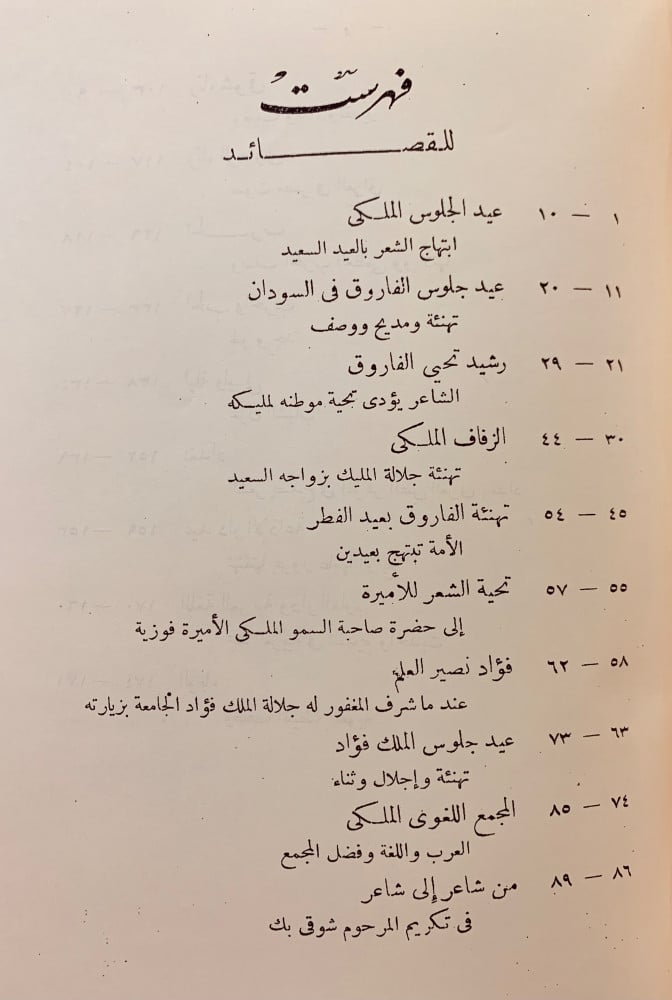 فهرست
للقصائد
١ — ١٠ عيد الجلوس الملكى
ابتهاج الشعر بالعيد السعيد
١١ — ٢٠ عيد جلوس الفاروق فى السودان
تهنئة ومديح ووصف
٢١ — ٢٩ رشيد تحيي الفاروق
الشاعر يؤدى تحية موطنه لمليكه
٣٠ — ٤٤ الزفاف الملكى
تهنئة جلالة المليك بزواجه السعيد
٤٥ — ٥٤ تهنئة الفاروق بعيد الفطر
الأمة تبتهج بعيدين
٥٥ — ٥٧ تحية الشعر للأميرة
إلى حضرة صاحبة السمو الملكى الأميرة فوزية
٥٨ — ٦٢ فؤاد نصير العلم
عند ما شرف المغفور له جلالة الملك فؤاد الجامعة بزيارته
٦٣ — ٧٣ عيد جلوس الملك فؤاد
تهنئة وإجلال وثناء
٧٤ — ٨٥ المجمع اللغوى الملكى
العرب واللغة وفضل المجمع
٨٦ — ٨٩ من شاعر إلى شاعر
فى تكريم المرحوم شوقى بك